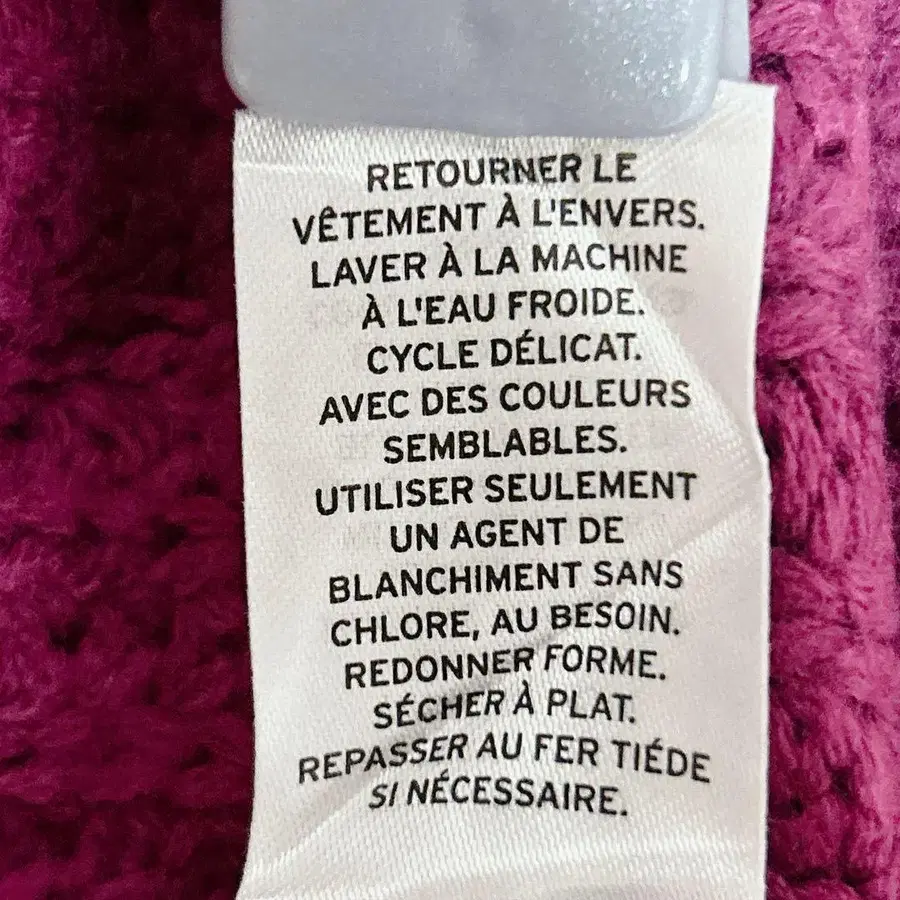 RETOURNER LE
VÊTEMENT À L'ENVERS.
LAVER À LA MACHINE
À L'EAU FROIDE.
CYCLE DÉLICAT.
AVEC DES COULEURS
SEMBLABLES.
UTILISER SEULEMENT
UN AGENT DE
BLANCHIMENT SANS
CHLORE, AU BESOIN.
REDONNER FORME.
SÉCHER À PLAT.
REPASSER AU FER TIÉDE
SI NÉCESSAIRE.